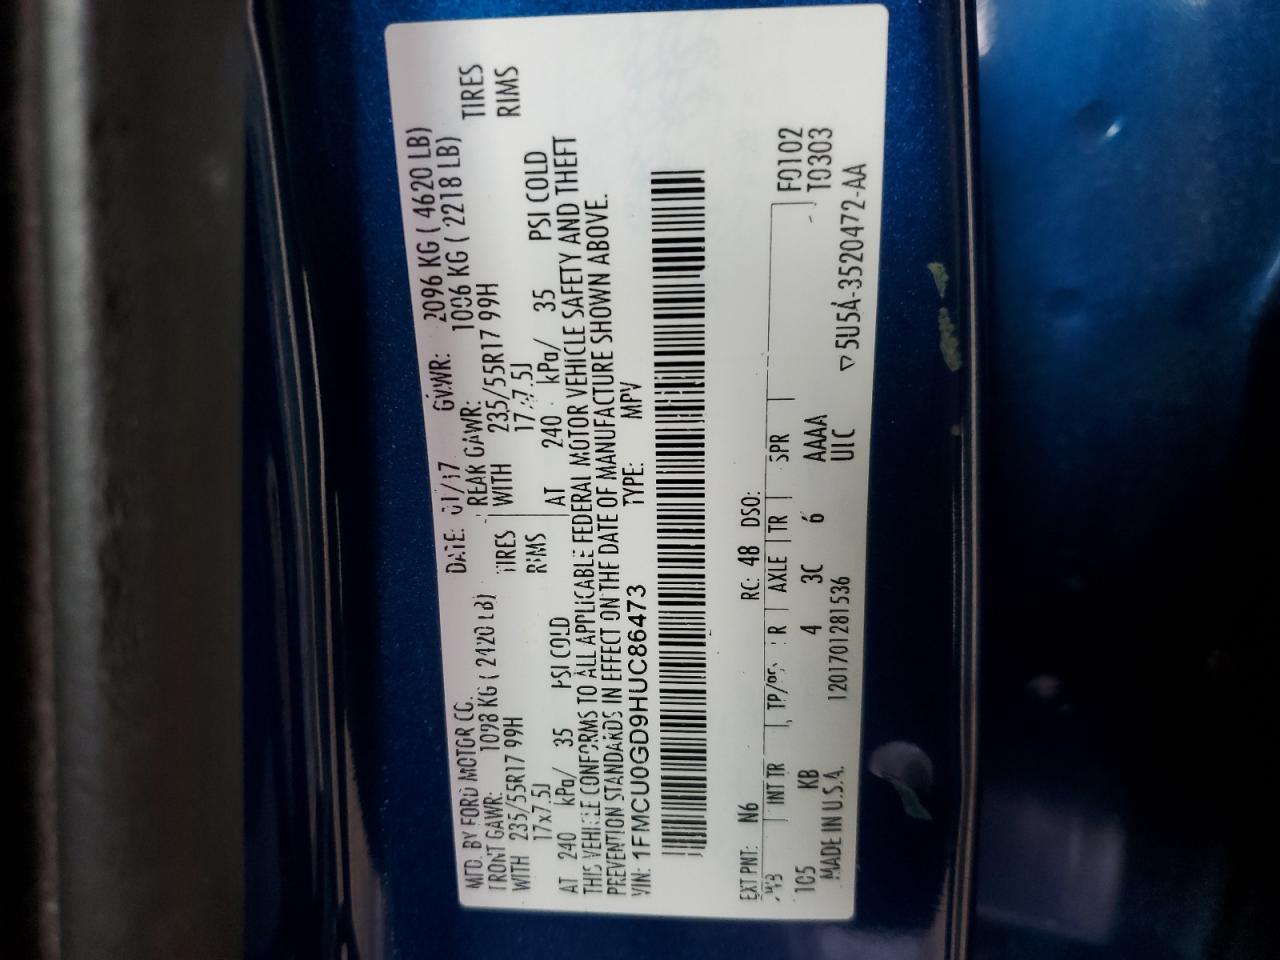 MFD. BY FORD MOTOR CO.
DATE: 01/17 GVWR: 2096 KG ( 4620 LB)
FRONT GAWR: 1098 KG ( 2420 LB)
REAR GAWR: 1006 KG ( 2218 LB)
WITH 235/55R17 99H TIRES
WITH 235/55R17 99H TIRES
17x7.5J RIMS
17x7.5J RIMS
AT 240 kPa/ 35 PSI COLD
AT 240 kPa/ 35 PSI COLD
THIS VEHICLE CONFORMS TO ALL APPLICABLE FEDERAL MOTOR VEHICLE SAFETY AND THEFT
PREVENTION STANDARDS IN EFFECT ON THE DATE OF MANUFACTURE SHOWN ABOVE.
VIN: 1FMCU0GD9HUC86473 TYPE: MPV
EXT PNT: N6 RC: 48 DSO:
INT TR R AXLE TR SPR F0102
105 KB 4 3C 6 AAAA T0303
MADE IN U.S.A. 1201701281536 UIC
▽5U5A-3520472-AA